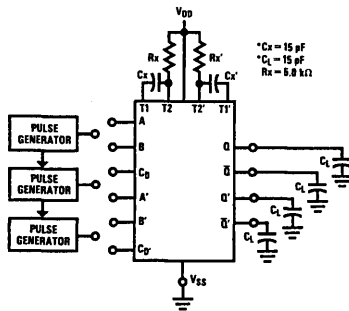 VDD
Rx Rx'
Cx Cx'
*Cx = 15 pF
*CL = 15 pF
Rx = 5.0 kΩ
T1 T2 T2' T1'
PULSE GENERATOR
PULSE GENERATOR
PULSE GENERATOR
A
B
CD
A'
B'
CD'
Q
Q̅
Q'
Q̅'
CL
CL
CL
CL
VSS